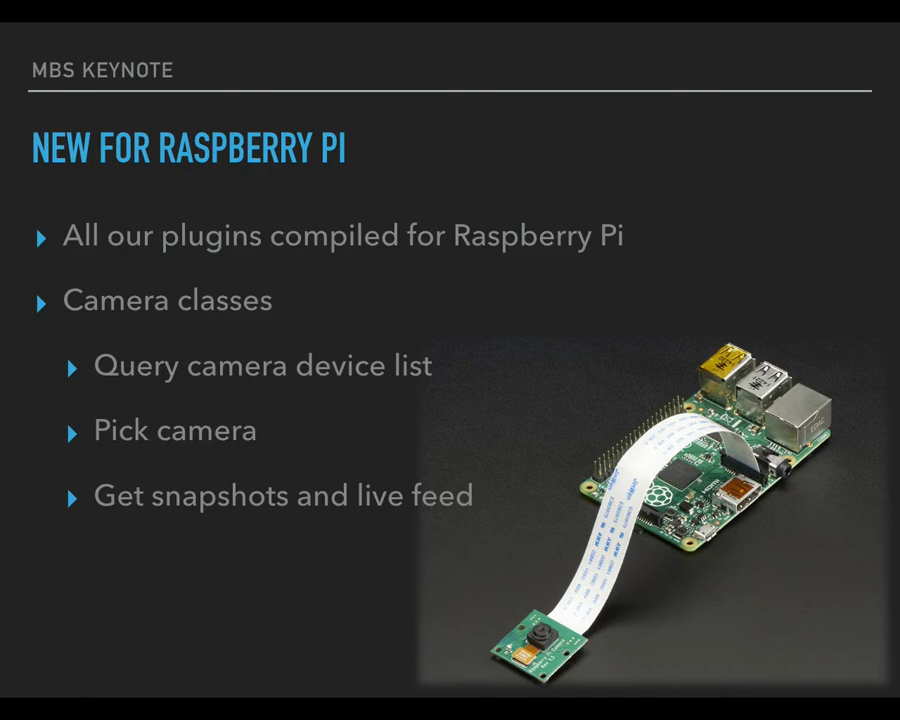 MBS KEYNOTE
NEW FOR RASPBERRY PI
All our plugins compiled for Raspberry Pi
Camera classes
Query camera device list
Pick camera
Get snapshots and live feed